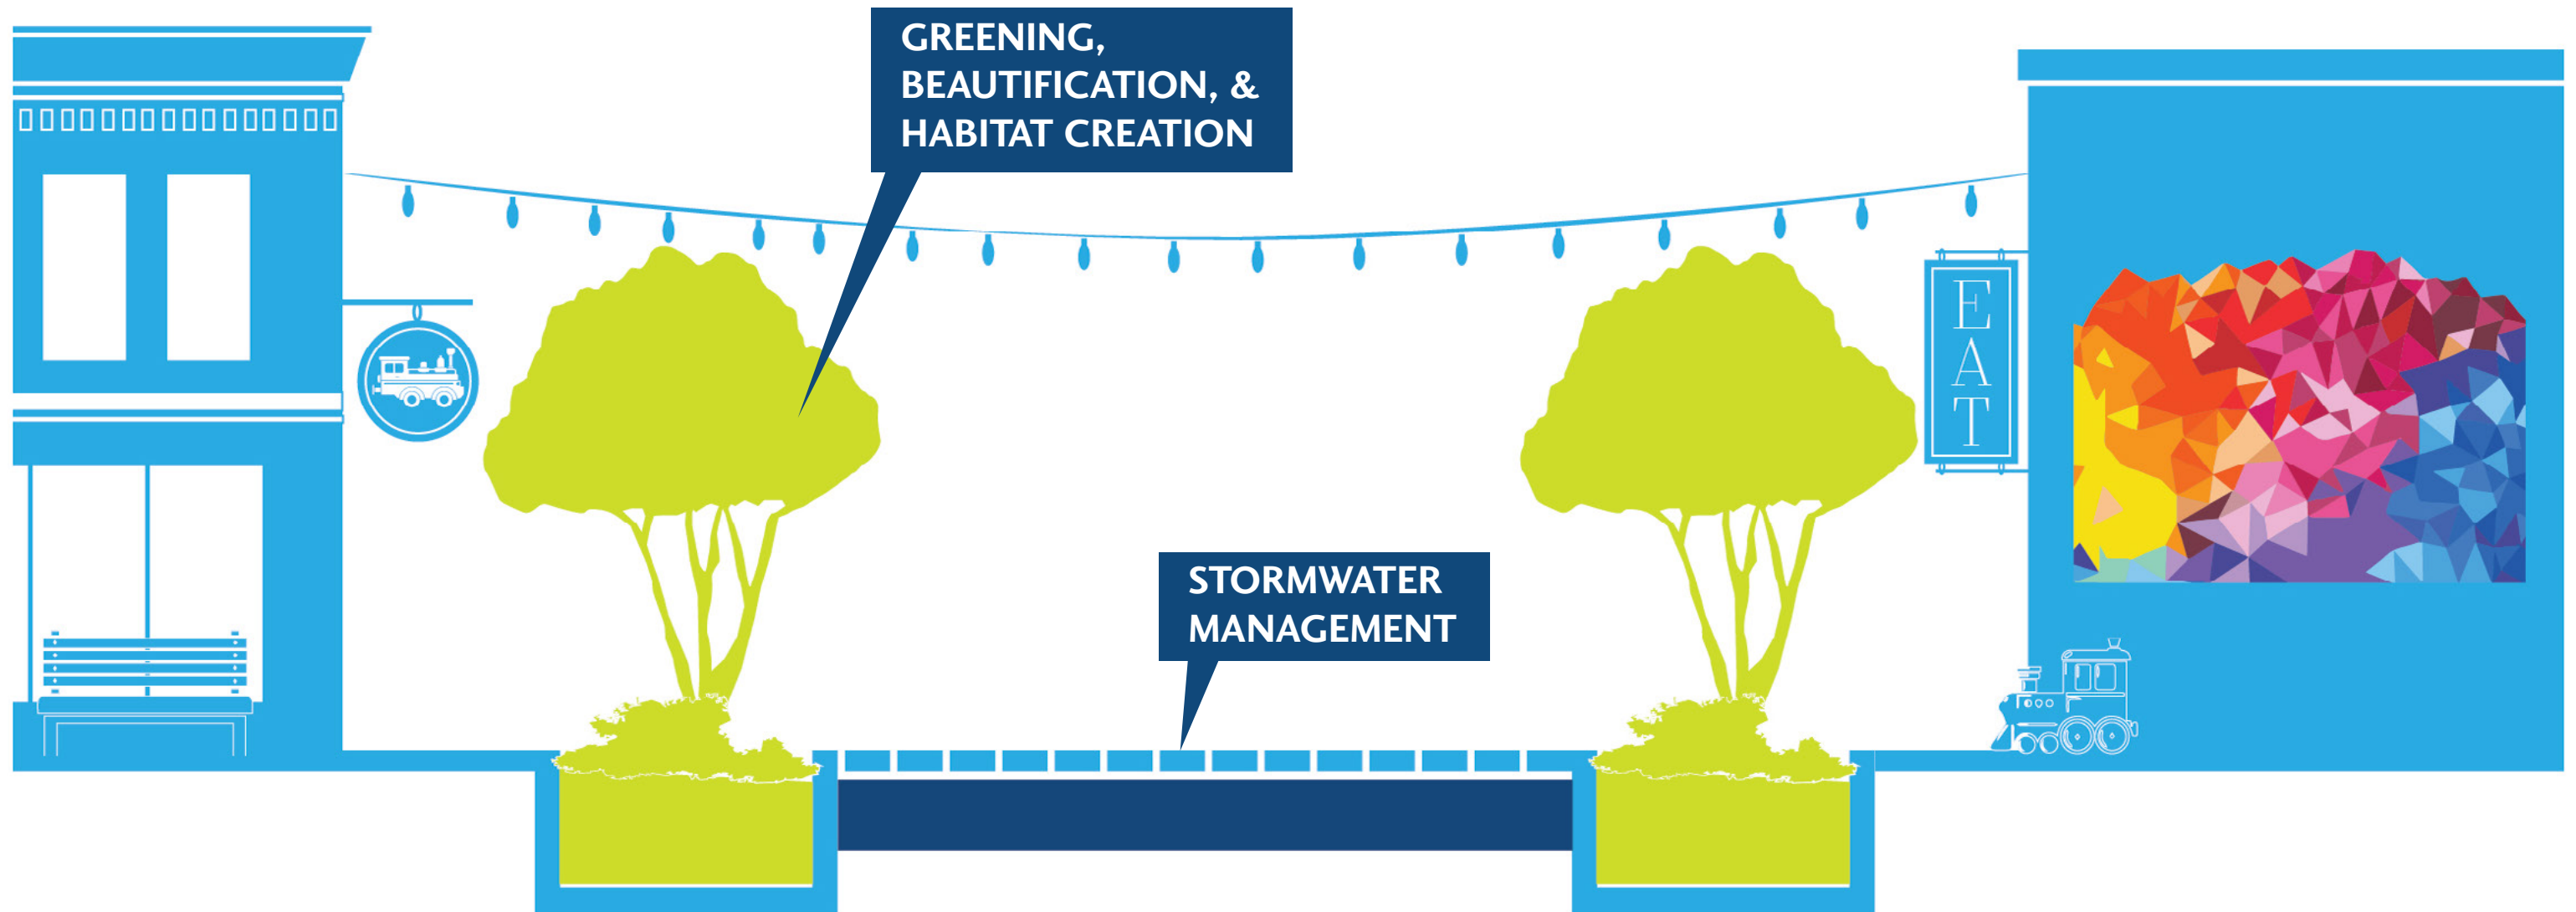 GREENING,
BEAUTIFICATION, &
HABITAT CREATION
E
A
T
STORMWATER
MANAGEMENT